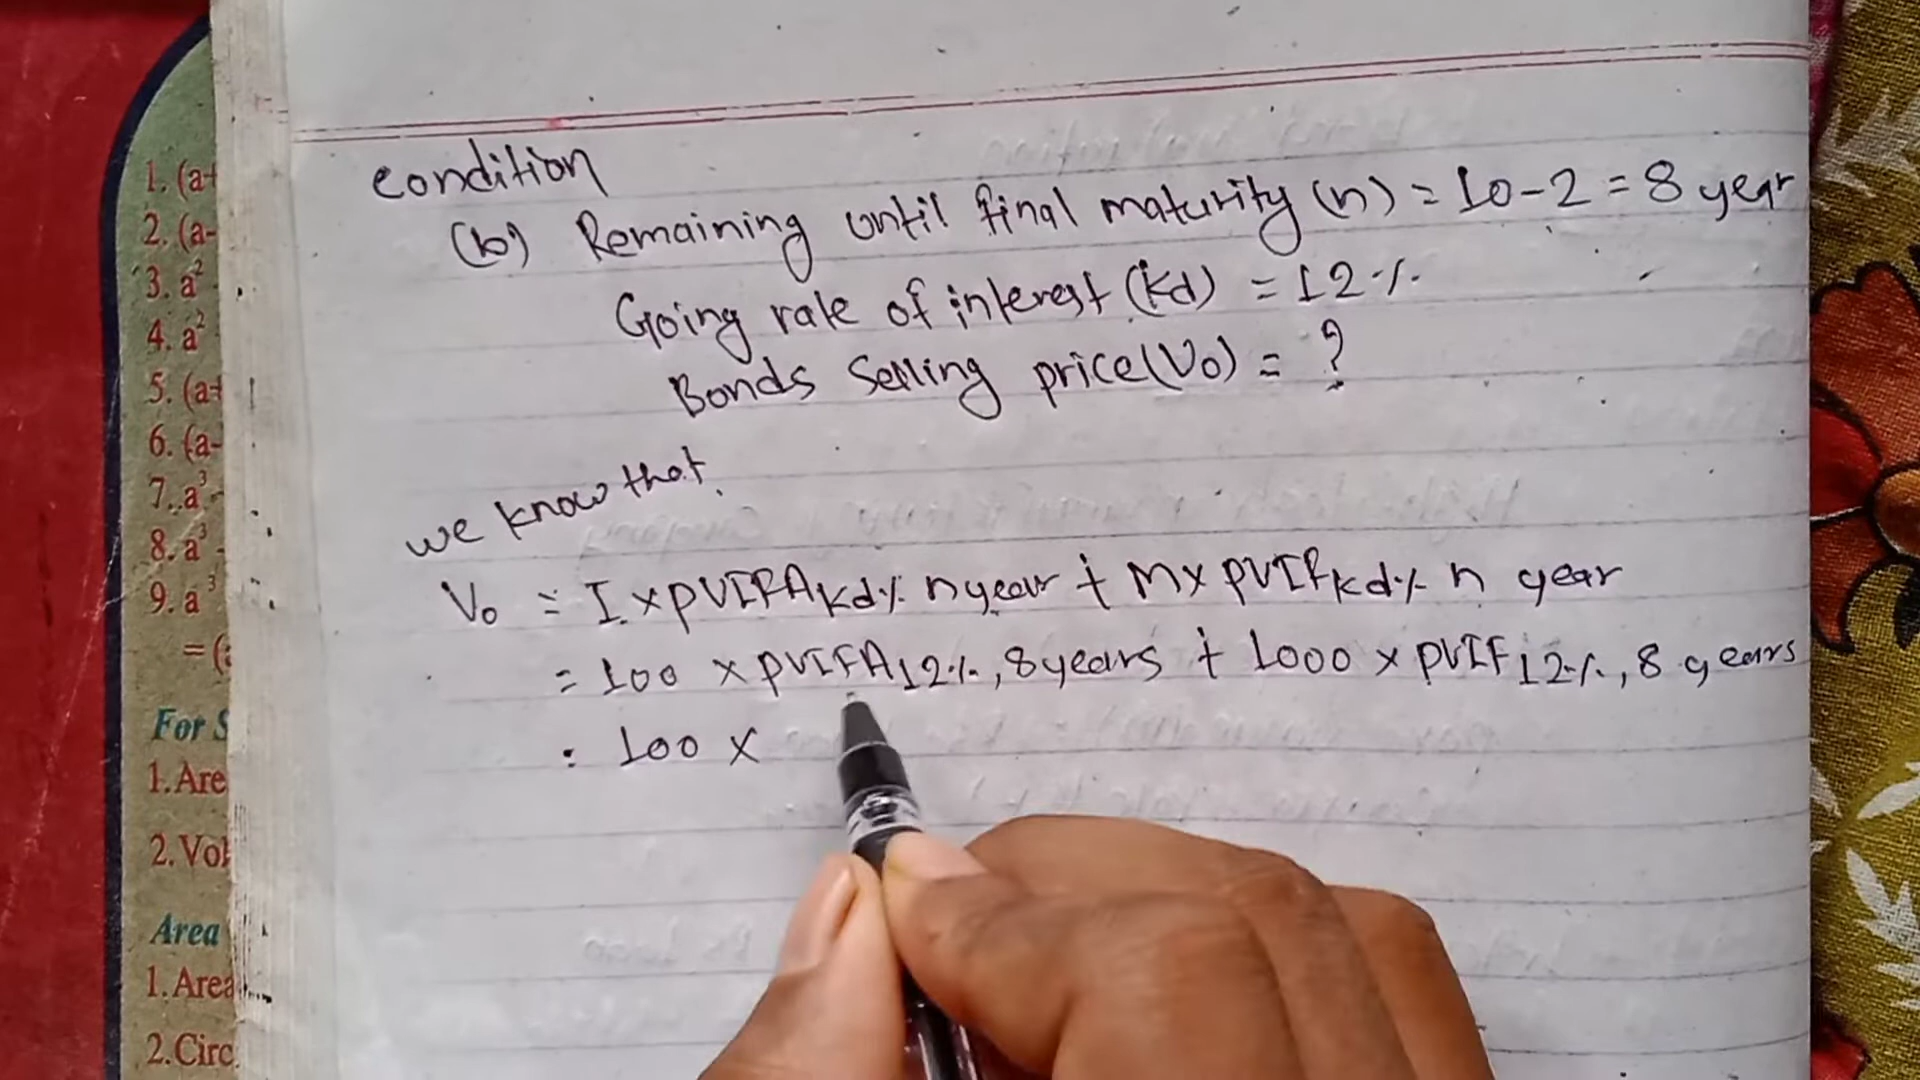 condition
(b) Remaining until final maturity (n) = 10-2 = 8 year
Going rate of interest (Kd) = 12%
Bonds Selling price (V0) = ?
we know that,
V0 = I × PVIFA kd% n year + M × PVIF kd% n year
= 100 × PVIFA 12%, 8 years + 1000 × PVIF 12%, 8 years
= 100 ×
1. (a+
2. (a-
3. a²
4. a²
5. (a+
6. (a-
7. a³
8. a³
9. a³
= (
For S
1. Are
2. Vol
Area
1. Area
2. Circ